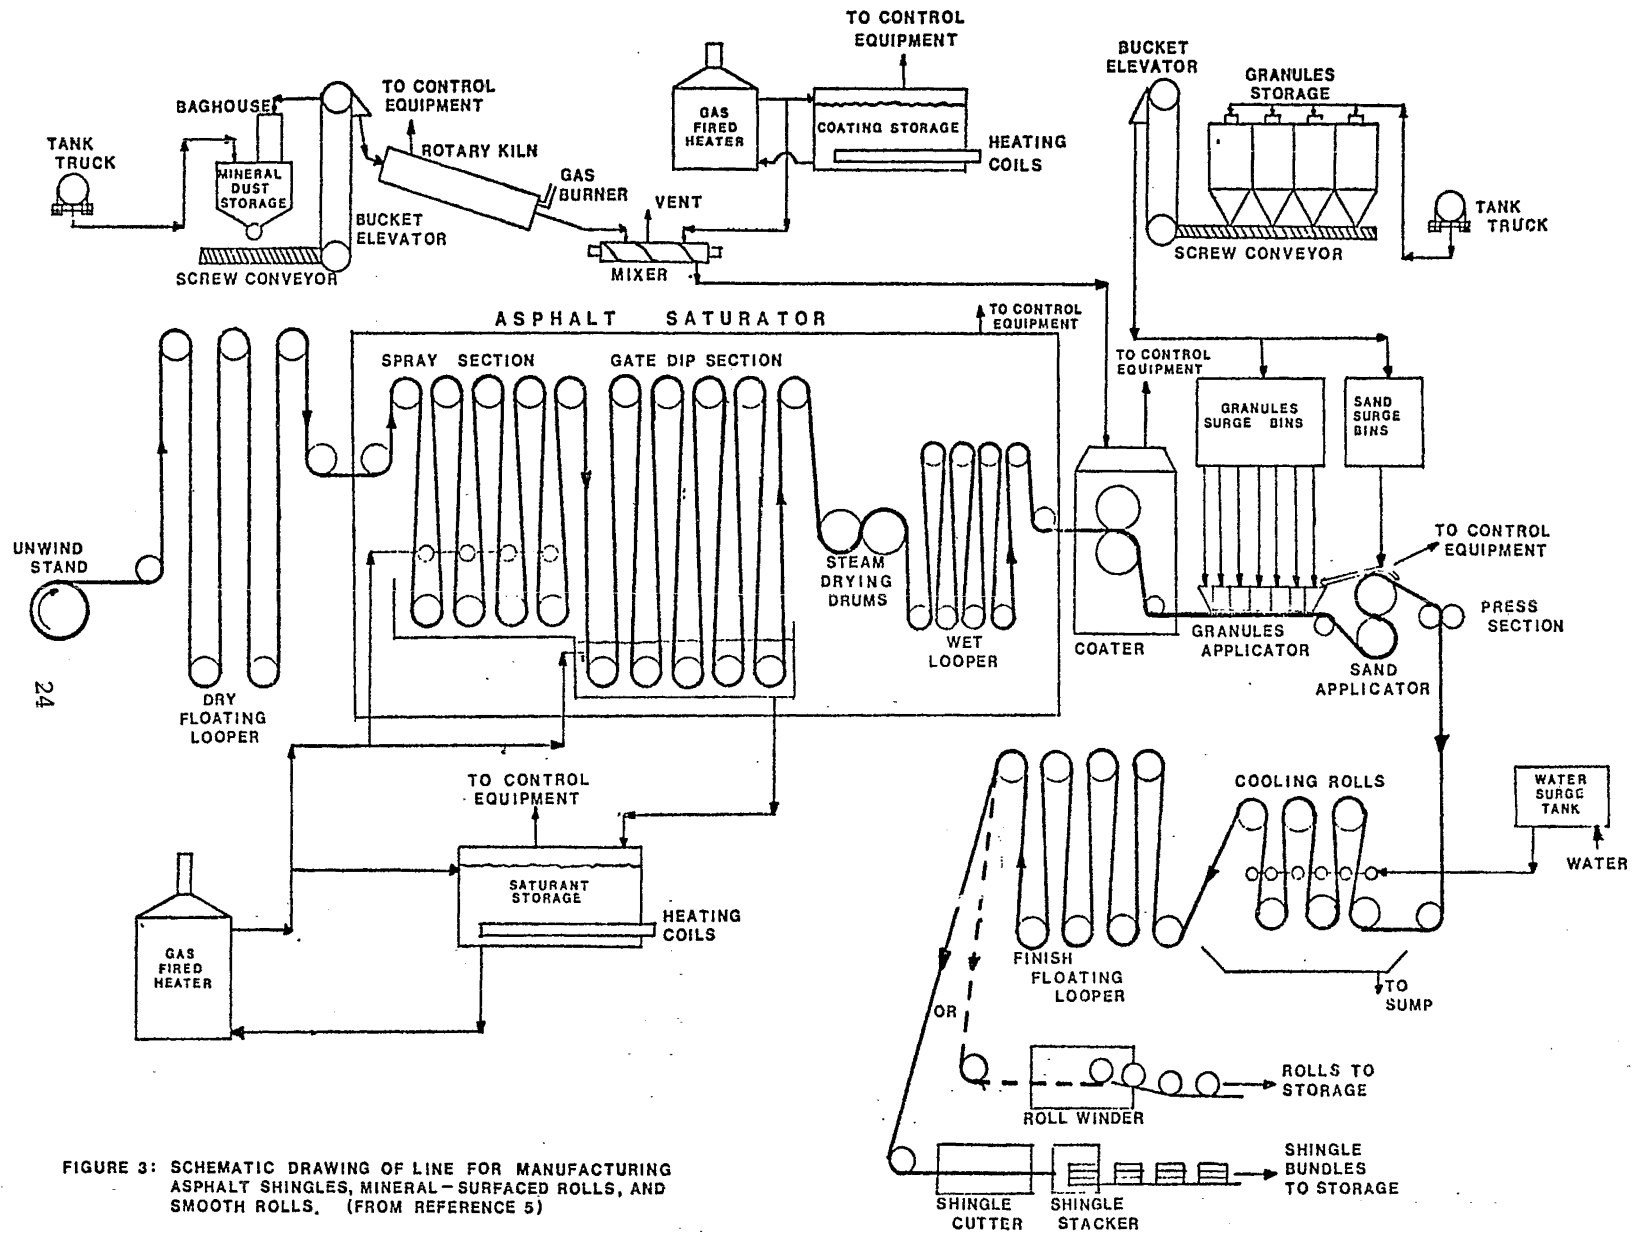 TO CONTROL
EQUIPMENT
BUCKET
ELEVATOR
GRANULES
STORAGE
TO CONTROL
EQUIPMENT
BAGHOUSE
GAS
FIRED
HEATER
COATING STORAGE
HEATING
COILS
TANK
TRUCK
ROTARY KILN
MINERAL
DUST
STORAGE
GAS
BURNER
VENT
BUCKET
ELEVATOR
TANK
TRUCK
SCREW CONVEYOR
MIXER
SCREW CONVEYOR
ASPHALT SATURATOR
TO CONTROL
EQUIPMENT
SPRAY SECTION
GATE DIP SECTION
TO CONTROL
EQUIPMENT
GRANULES
SURGE BINS
SAND
SURGE
BINS
UNWIND
STAND
STEAM
DRYING
DRUMS
TO CONTROL
EQUIPMENT
PRESS
SECTION
WET
LOOPER
COATER
GRANULES
APPLICATOR
SAND
APPLICATOR
24
DRY
FLOATING
LOOPER
TO CONTROL
EQUIPMENT
COOLING ROLLS
WATER
SURGE
TANK
WATER
SATURANT
STORAGE
HEATING
COILS
GAS
FIRED
HEATER
FINISH
FLOATING
LOOPER
TO
SUMP
OR
ROLLS TO
STORAGE
ROLL WINDER
SHINGLE
BUNDLES
TO STORAGE
SHINGLE
CUTTER
SHINGLE
STACKER
FIGURE 3: SCHEMATIC DRAWING OF LINE FOR MANUFACTURING
ASPHALT SHINGLES, MINERAL-SURFACED ROLLS, AND
SMOOTH ROLLS. (FROM REFERENCE 5)